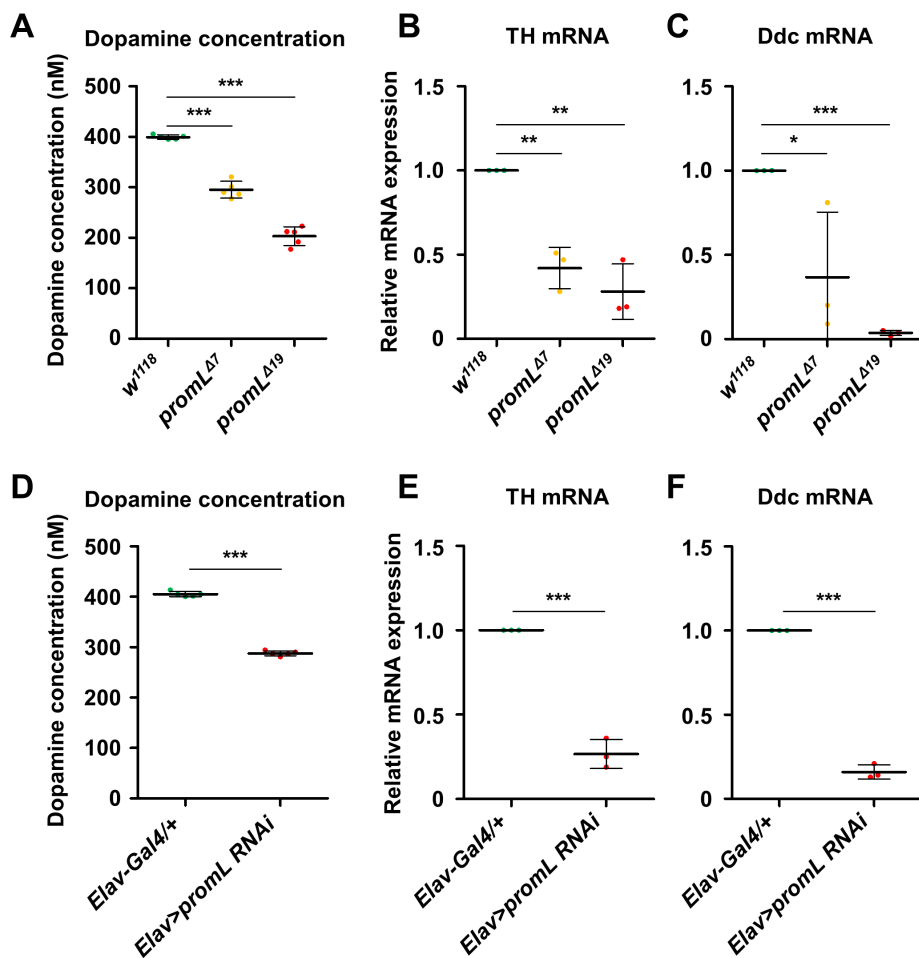 A
Dopamine concentration
Dopamine concentration (nM)
500
400
300
200
100
0
***
***
w1118
promLΔ7
promLΔ19
B
TH mRNA
Relative mRNA expression
1.5
1.0
0.5
0
**
**
w1118
promLΔ7
promLΔ19
C
Ddc mRNA
1.5
1.0
0.5
0
***
*
w1118
promLΔ7
promLΔ19
D
Dopamine concentration
Dopamine concentration (nM)
500
400
300
200
100
0
***
Elav-Gal4/+
Elav>promL RNAi
E
TH mRNA
Relative mRNA expression
1.5
1.0
0.5
0
***
Elav-Gal4/+
Elav>promL RNAi
F
Ddc mRNA
1.5
1.0
0.5
0
***
Elav-Gal4/+
Elav>promL RNAi